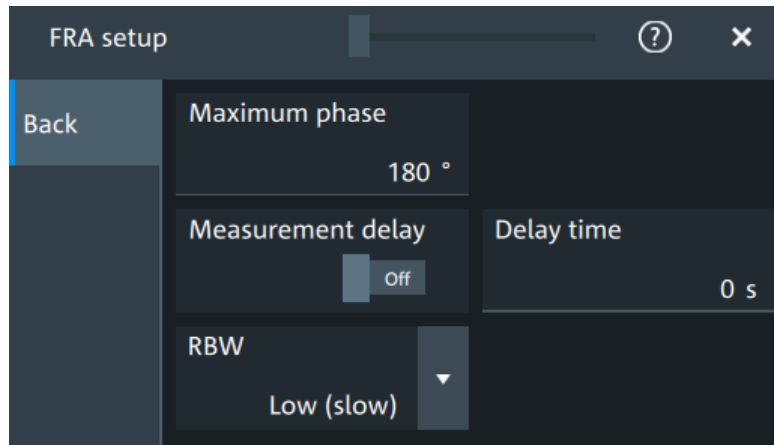 FRA setup
?
Back
Maximum phase
180 °
Measurement delay
Off
Delay time
0 s
RBW
Low (slow)